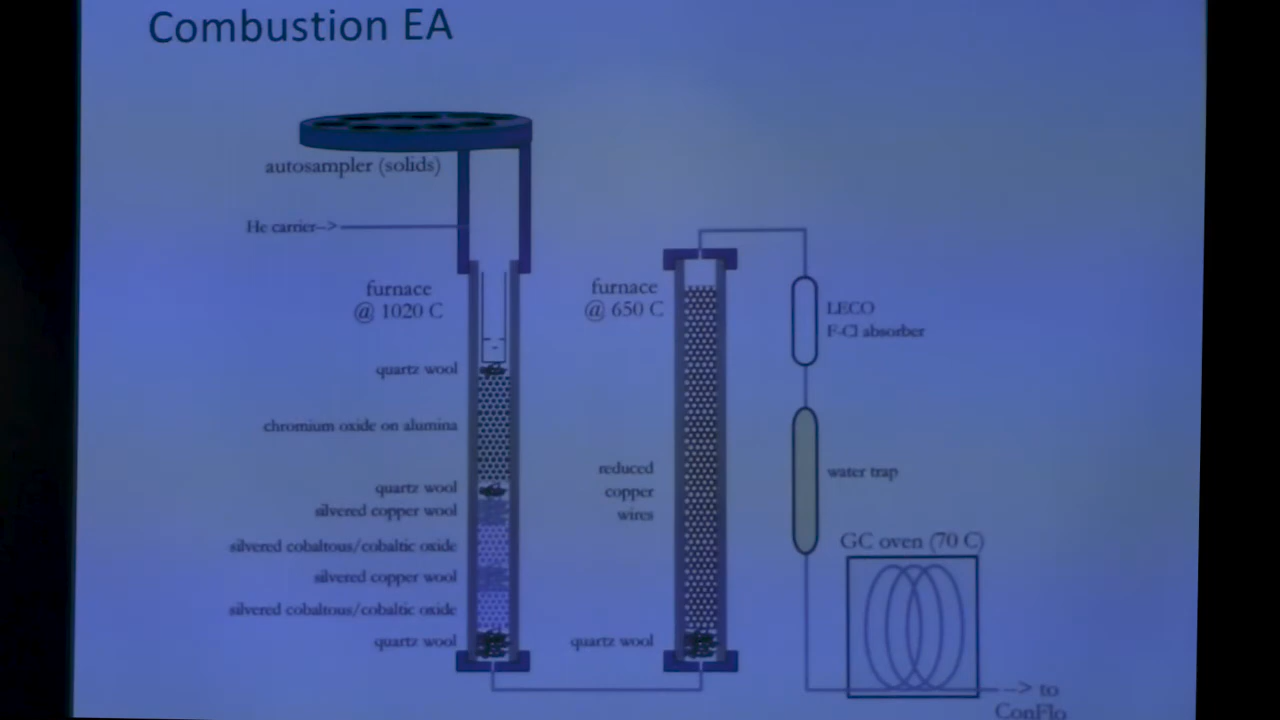 Combustion EA
autosampler (solids)
He carrier-->
furnace
@ 1020 C
quartz wool
chromium oxide on alumina
quartz wool
silvered copper wool
silvered cobaltous/cobaltic oxide
silvered copper wool
silvered cobaltous/cobaltic oxide
quartz wool
furnace
@ 650 C
reduced
copper
wires
quartz wool
LECO
F-Cl absorber
water trap
GC oven (70 C)
--> to
ConFlo